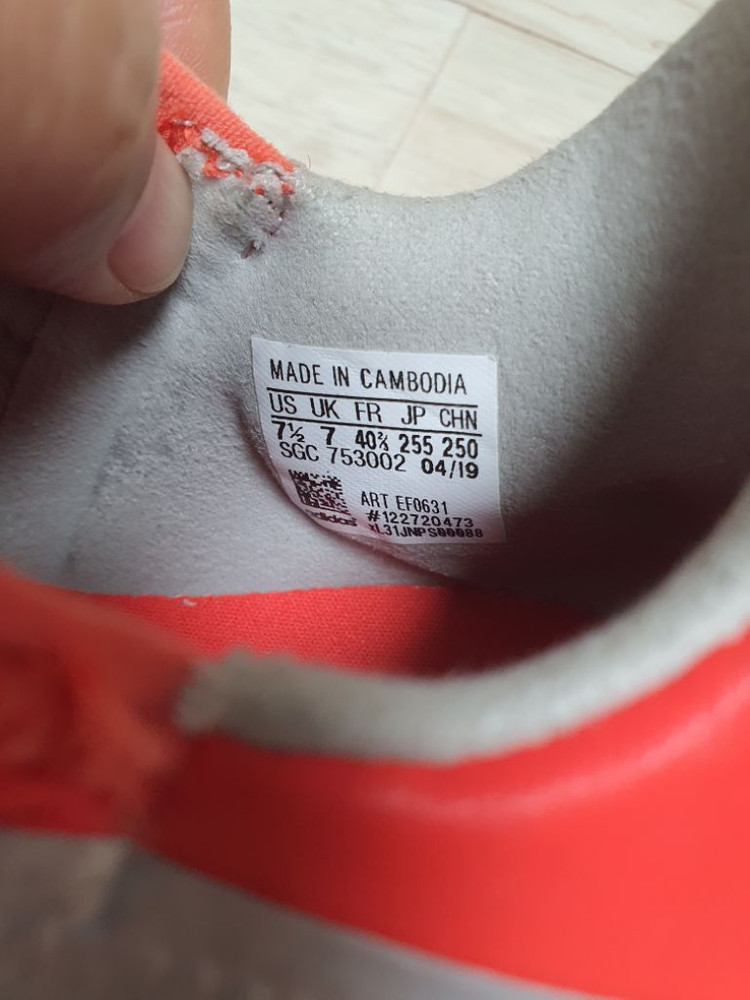 MADE IN CAMBODIA
US UK FR JP CHN
7½ 7 40⅔ 255 250
SGC 753002 04/19
ART EF0631
#122720473
adidas